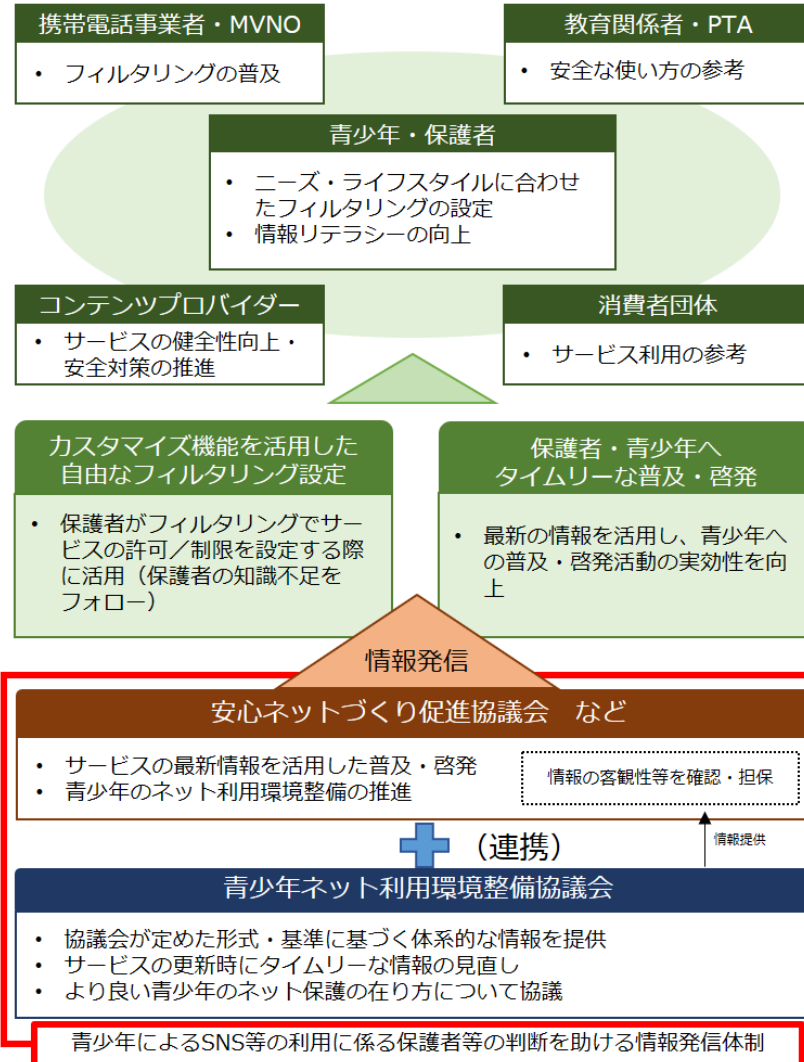 携帯電話事業者・MVNO
• フィルタリングの普及
教育関係者・PTA
• 安全な使い方の参考
青少年・保護者
• ニーズ・ライフスタイルに合わせ
たフィルタリングの設定
• 情報リテラシーの向上
コンテンツプロバイダー
• サービスの健全性向上・
安全対策の推進
消費者団体
• サービス利用の参考
カスタマイズ機能を活用した
自由なフィルタリング設定
• 保護者がフィルタリングでサー
ビスの許可／制限を設定する際
に活用（保護者の知識不足を
フォロー）
保護者・青少年へ
タイムリーな普及・啓発
• 最新の情報を活用し、青少年へ
の普及・啓発活動の実効性を向
上
情報発信
安心ネットづくり促進協議会　など
• サービスの最新情報を活用した普及・啓発
• 青少年のネット利用環境整備の推進
情報の客観性等を確認・担保
（連携）
情報提供
青少年ネット利用環境整備協議会
• 協議会が定めた形式・基準に基づく体系的な情報を提供
• サービスの更新時にタイムリーな情報の見直し
• より良い青少年のネット保護の在り方について協議
青少年によるSNS等の利用に係る保護者等の判断を助ける情報発信体制